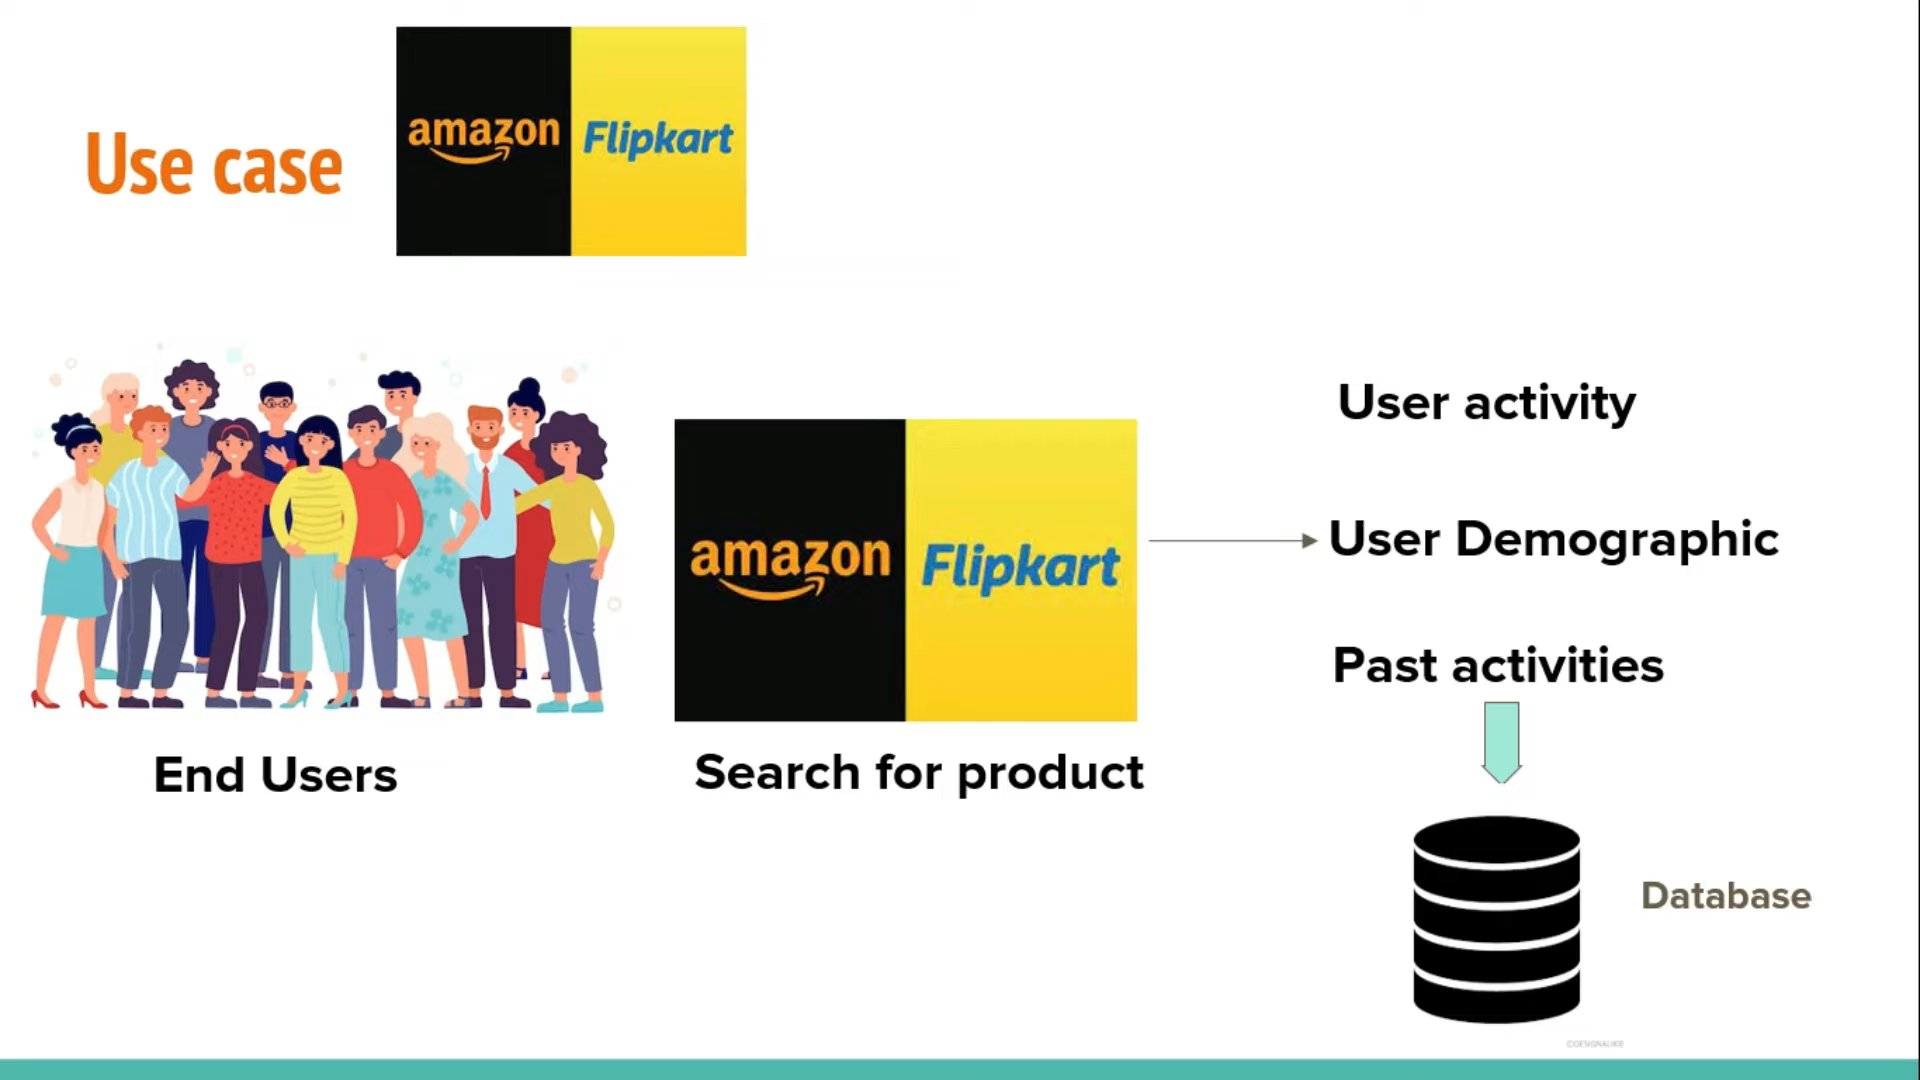 Use case
amazon
Flipkart
User activity
amazon
Flipkart
User Demographic
Past activities
End Users
Search for product
Database